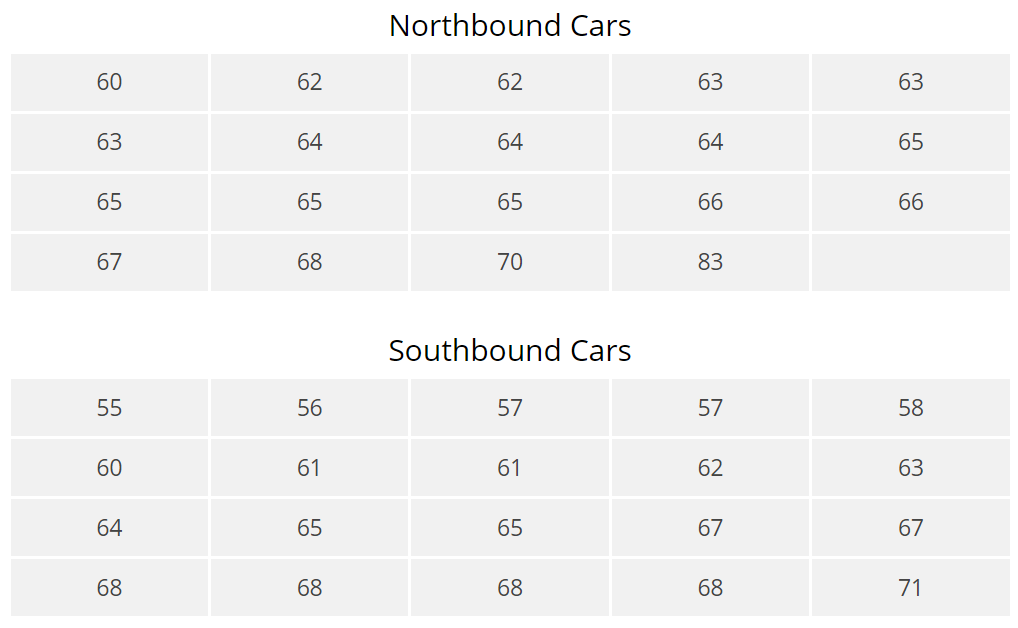 Northbound Cars
60 62 62 63 63
63 64 64 64 65
65 65 65 66 66
67 68 70 83
Southbound Cars
55 56 57 57 58
60 61 61 62 63
64 65 65 67 67
68 68 68 68 71